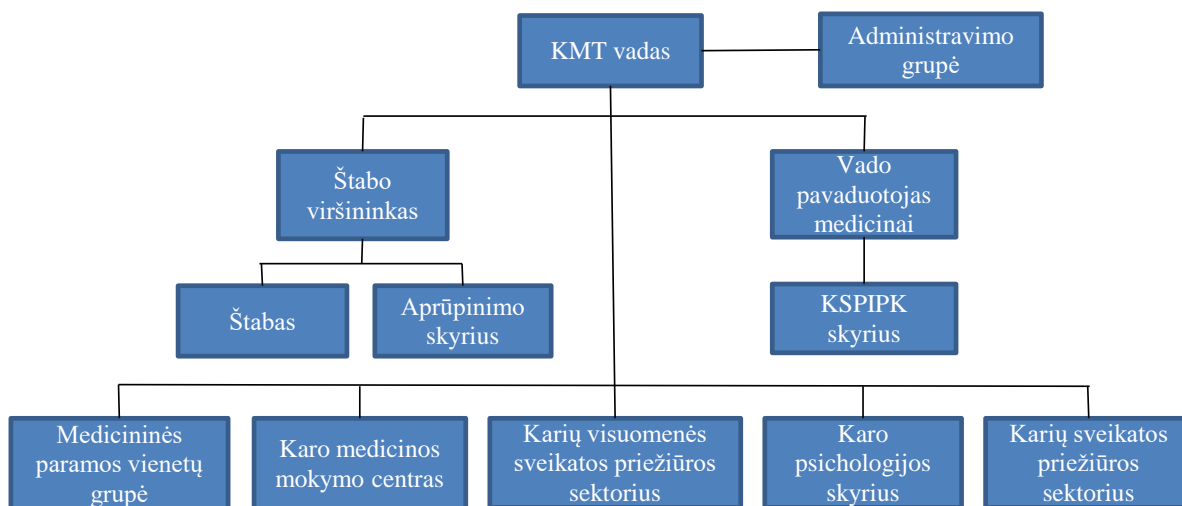 KMT vadas
Administravimo
grupė
Štabo
viršininkas
Vado
pavaduotojas
medicinai
Štabas
Aprūpinimo
skyrius
KSPIPK
skyrius
Medicininės
paramos vienetų
grupė
Karo medicinos
mokymo centras
Karių visuomenės
sveikatos priežiūros
sektorius
Karo
psichologijos
skyrius
Karių sveikatos
priežiūros
sektorius